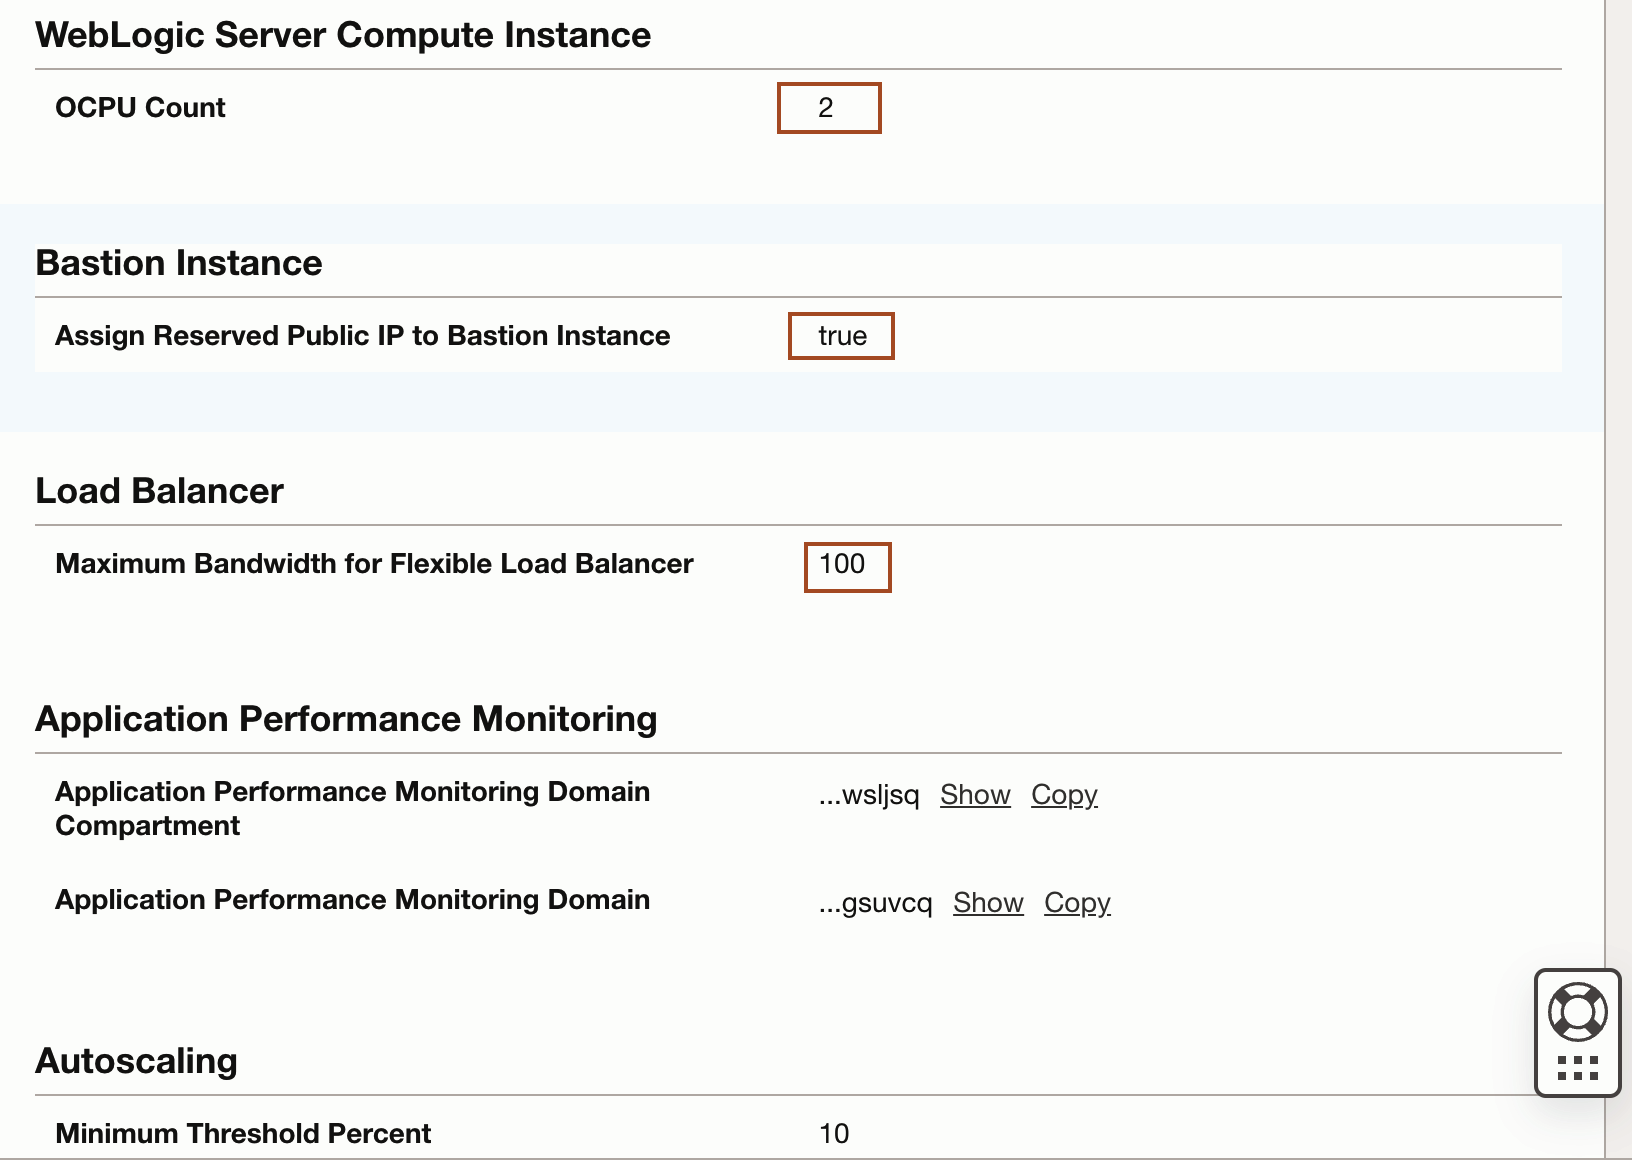 WebLogic Server Compute Instance
OCPU Count 2
Bastion Instance
Assign Reserved Public IP to Bastion Instance true
Load Balancer
Maximum Bandwidth for Flexible Load Balancer 100
Application Performance Monitoring
Application Performance Monitoring Domain ...wsljsq Show Copy
Compartment
Application Performance Monitoring Domain ...gsuvcq Show Copy
Autoscaling
Minimum Threshold Percent 10